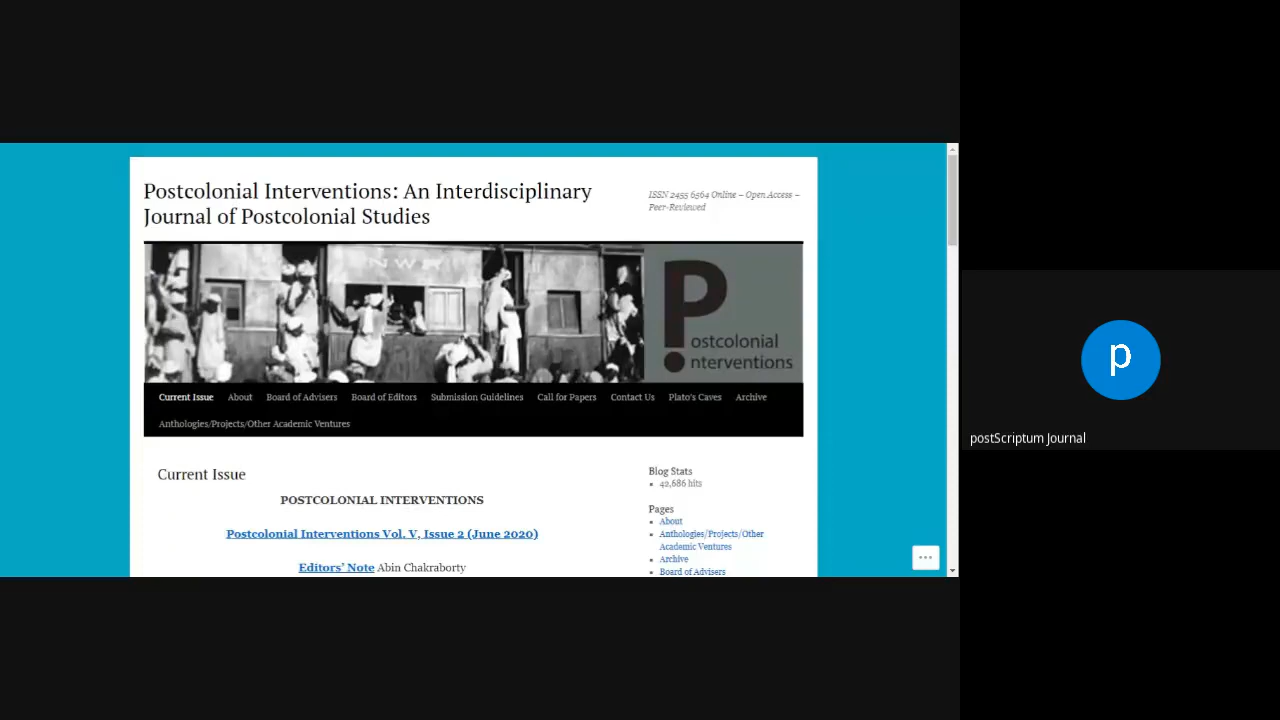 Postcolonial Interventions: An Interdisciplinary
Journal of Postcolonial Studies
ISSN 2455 6564 Online – Open Access –
Peer-Reviewed
N W R
Postcolonial
Interventions
Current Issue About Board of Advisers Board of Editors Submission Guidelines Call for Papers Contact Us Plato's Caves Archive
Anthologies/Projects/Other Academic Ventures
Current Issue
POSTCOLONIAL INTERVENTIONS
Postcolonial Interventions Vol. V, Issue 2 (June 2020)
Editors' Note Abin Chakraborty
Blog Stats
42,686 hits
Pages
About
Anthologies/Projects/Other
Academic Ventures
Archive
Board of Advisers
p
postScriptum Journal